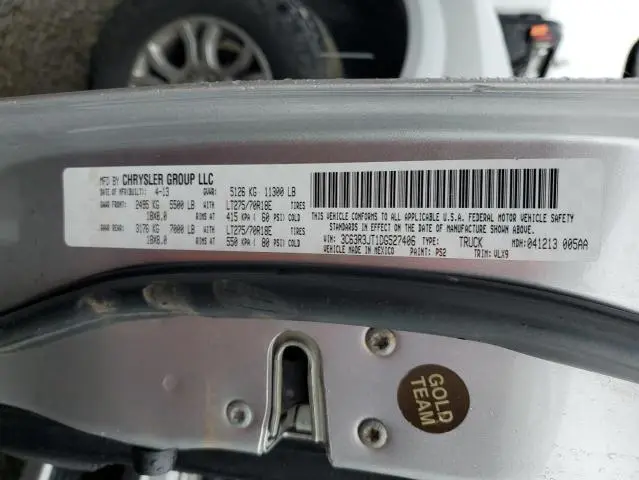 MFD BY CHRYSLER GROUP LLC
DATE OF MFR(BUILT): 4-13 GVWR: 5126 KG 11300 LB
GAWR FRONT: 2495 KG 5500 LB LT275/70R18E TIRES
18X8.0 RIMS AT 415 KPA ( 60 PSI) COLD
GAWR REAR: 3176 KG 7000 LB LT275/70R18E TIRES
18X8.0 RIMS AT 550 KPA ( 80 PSI) COLD
THIS VEHICLE CONFORMS TO ALL APPLICABLE U.S.A. FEDERAL MOTOR VEHICLE SAFETY
STANDARDS IN EFFECT ON THE DATE OF MANUFACTURE SHOWN ABOVE.
VIN: 3C63R3JT1DG527406 TYPE: TRUCK MDH:041213 005AA
VEHICLE MADE IN MEXICO PAINT: PS2 TRIM: VLX9
GOLD
TEAM